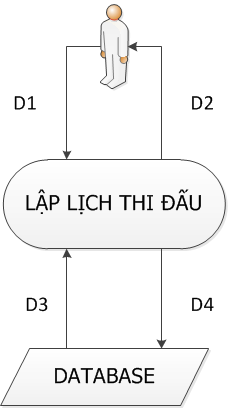 D1 D2
LẬP LỊCH THI ĐẤU
D3 D4
DATABASE